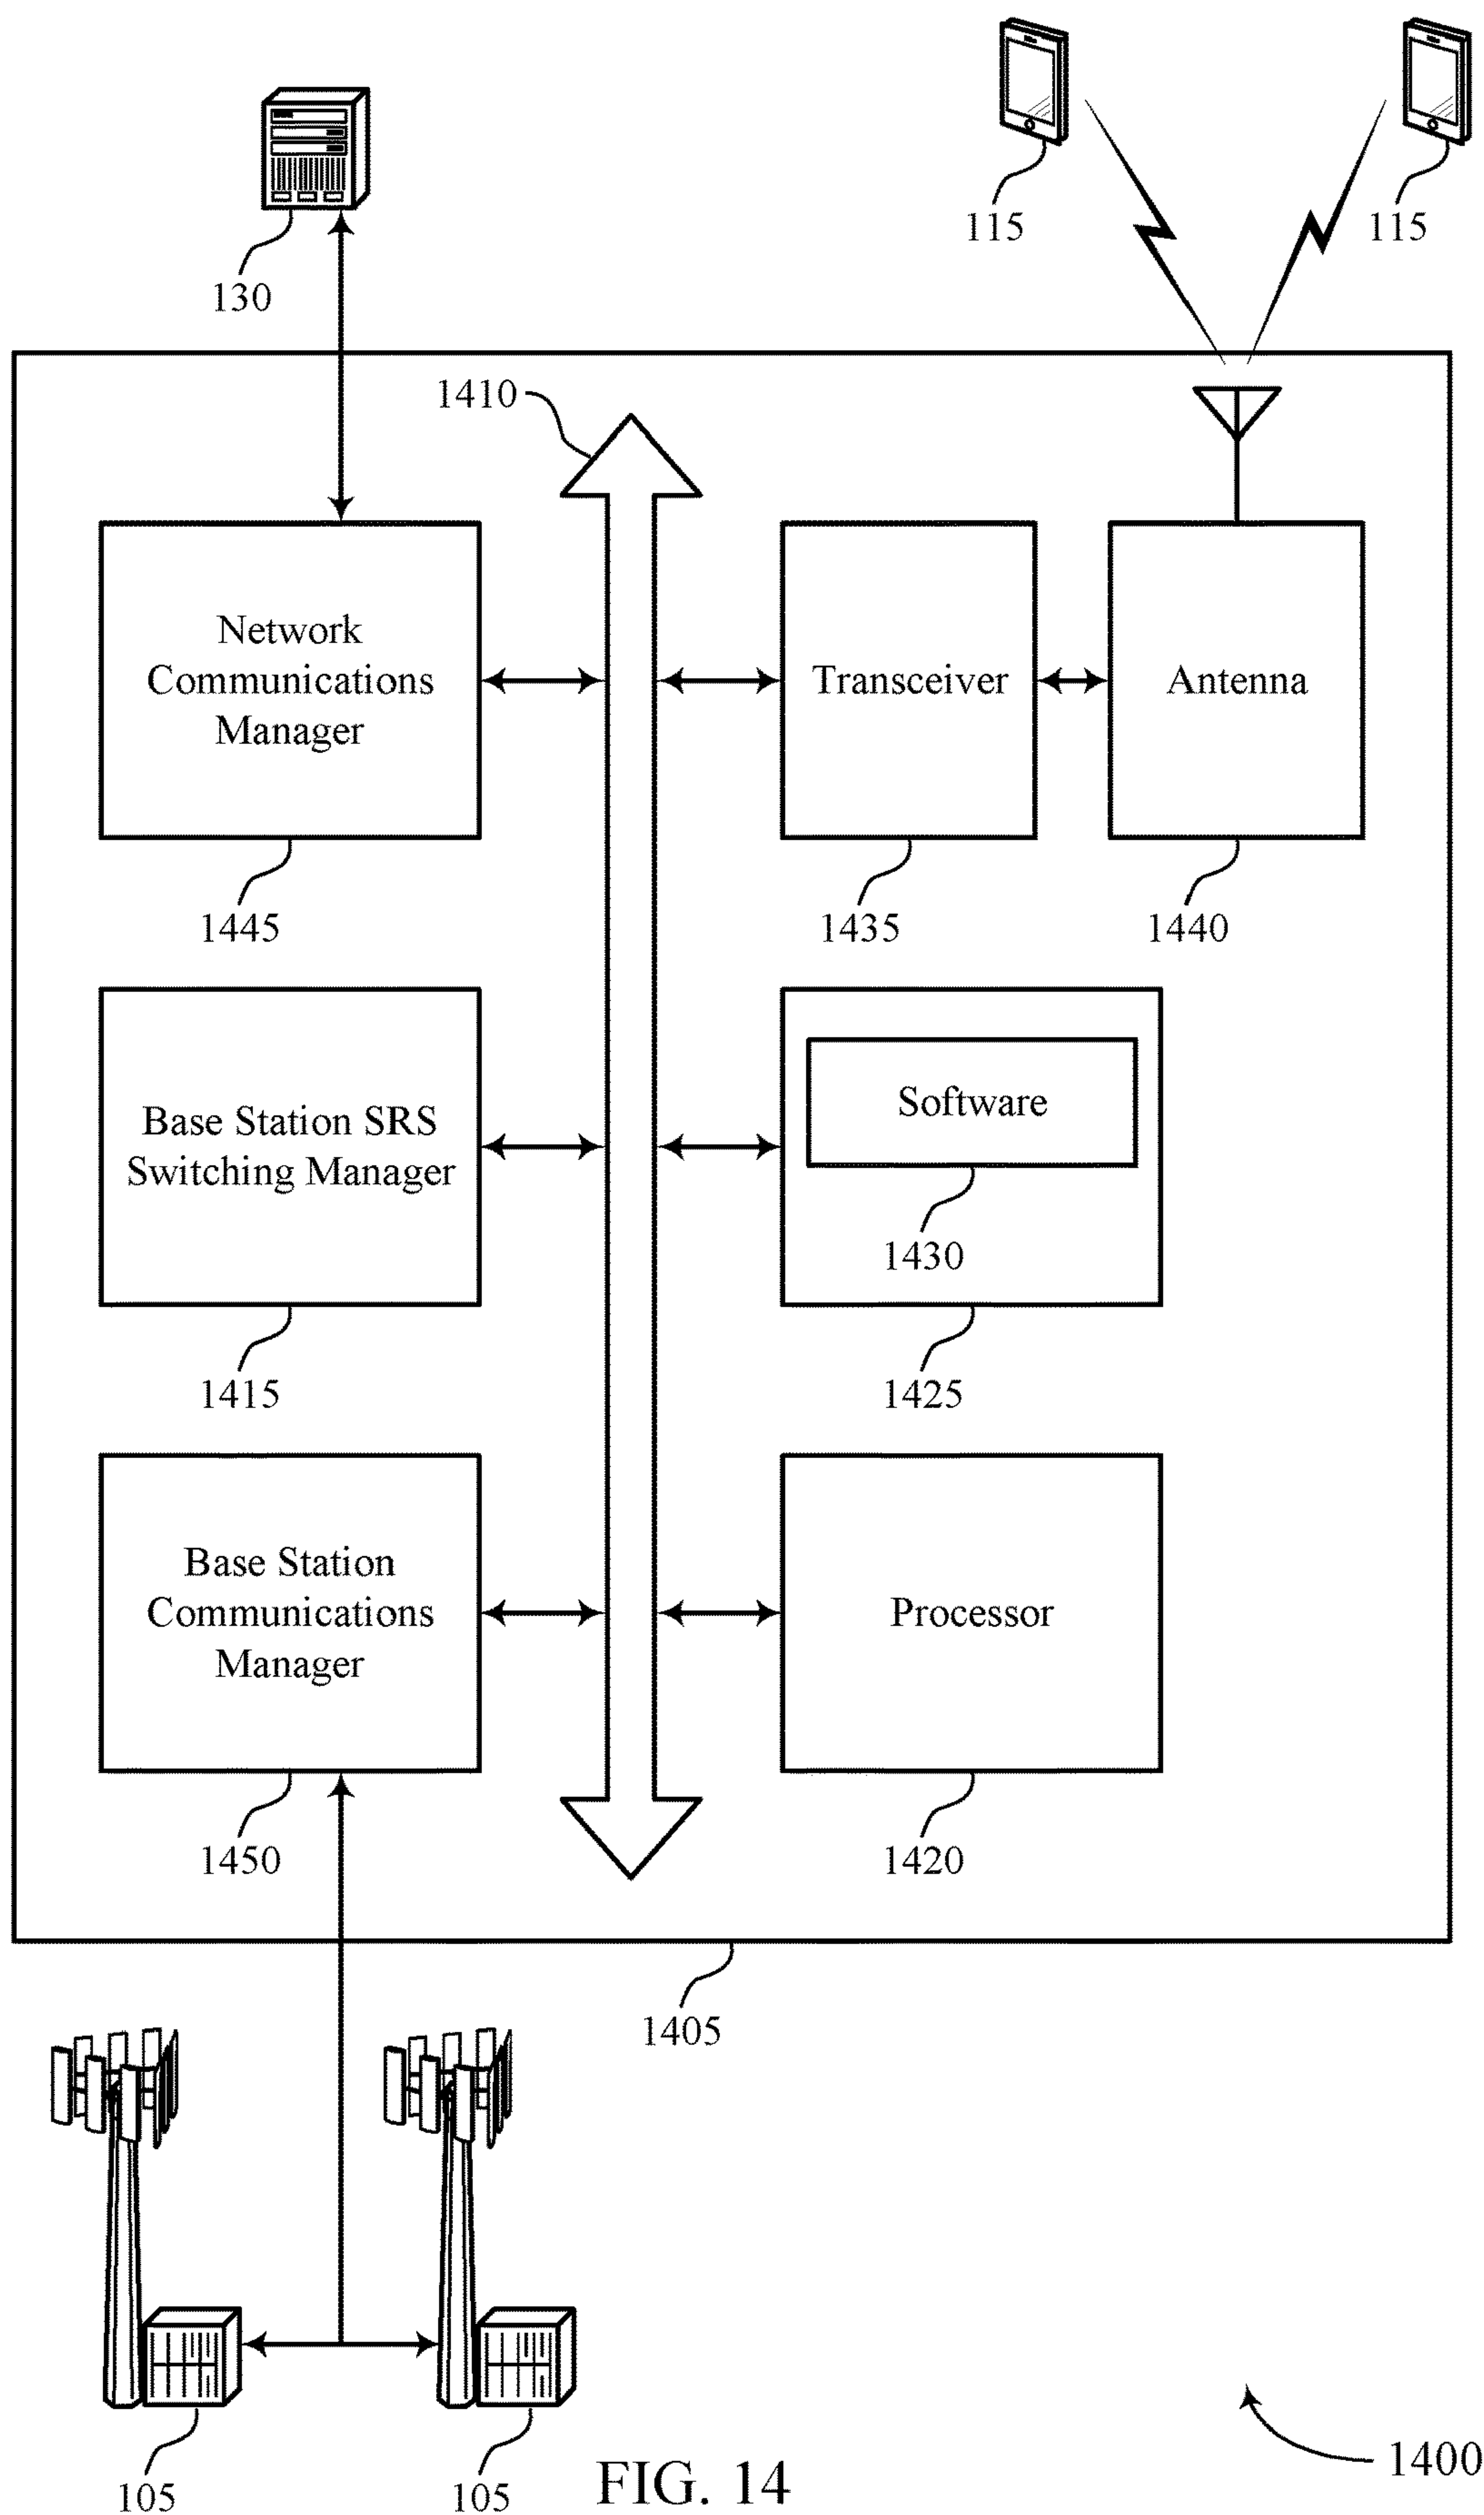 115
115
130
1410
Network
Communications
Manager
Transceiver
Antenna
1445
1435
1440
Base Station SRS
Switching Manager
Software
1430
1415
1425
Base Station
Communications
Manager
Processor
1450
1420
1405
105
105
FIG. 14
1400